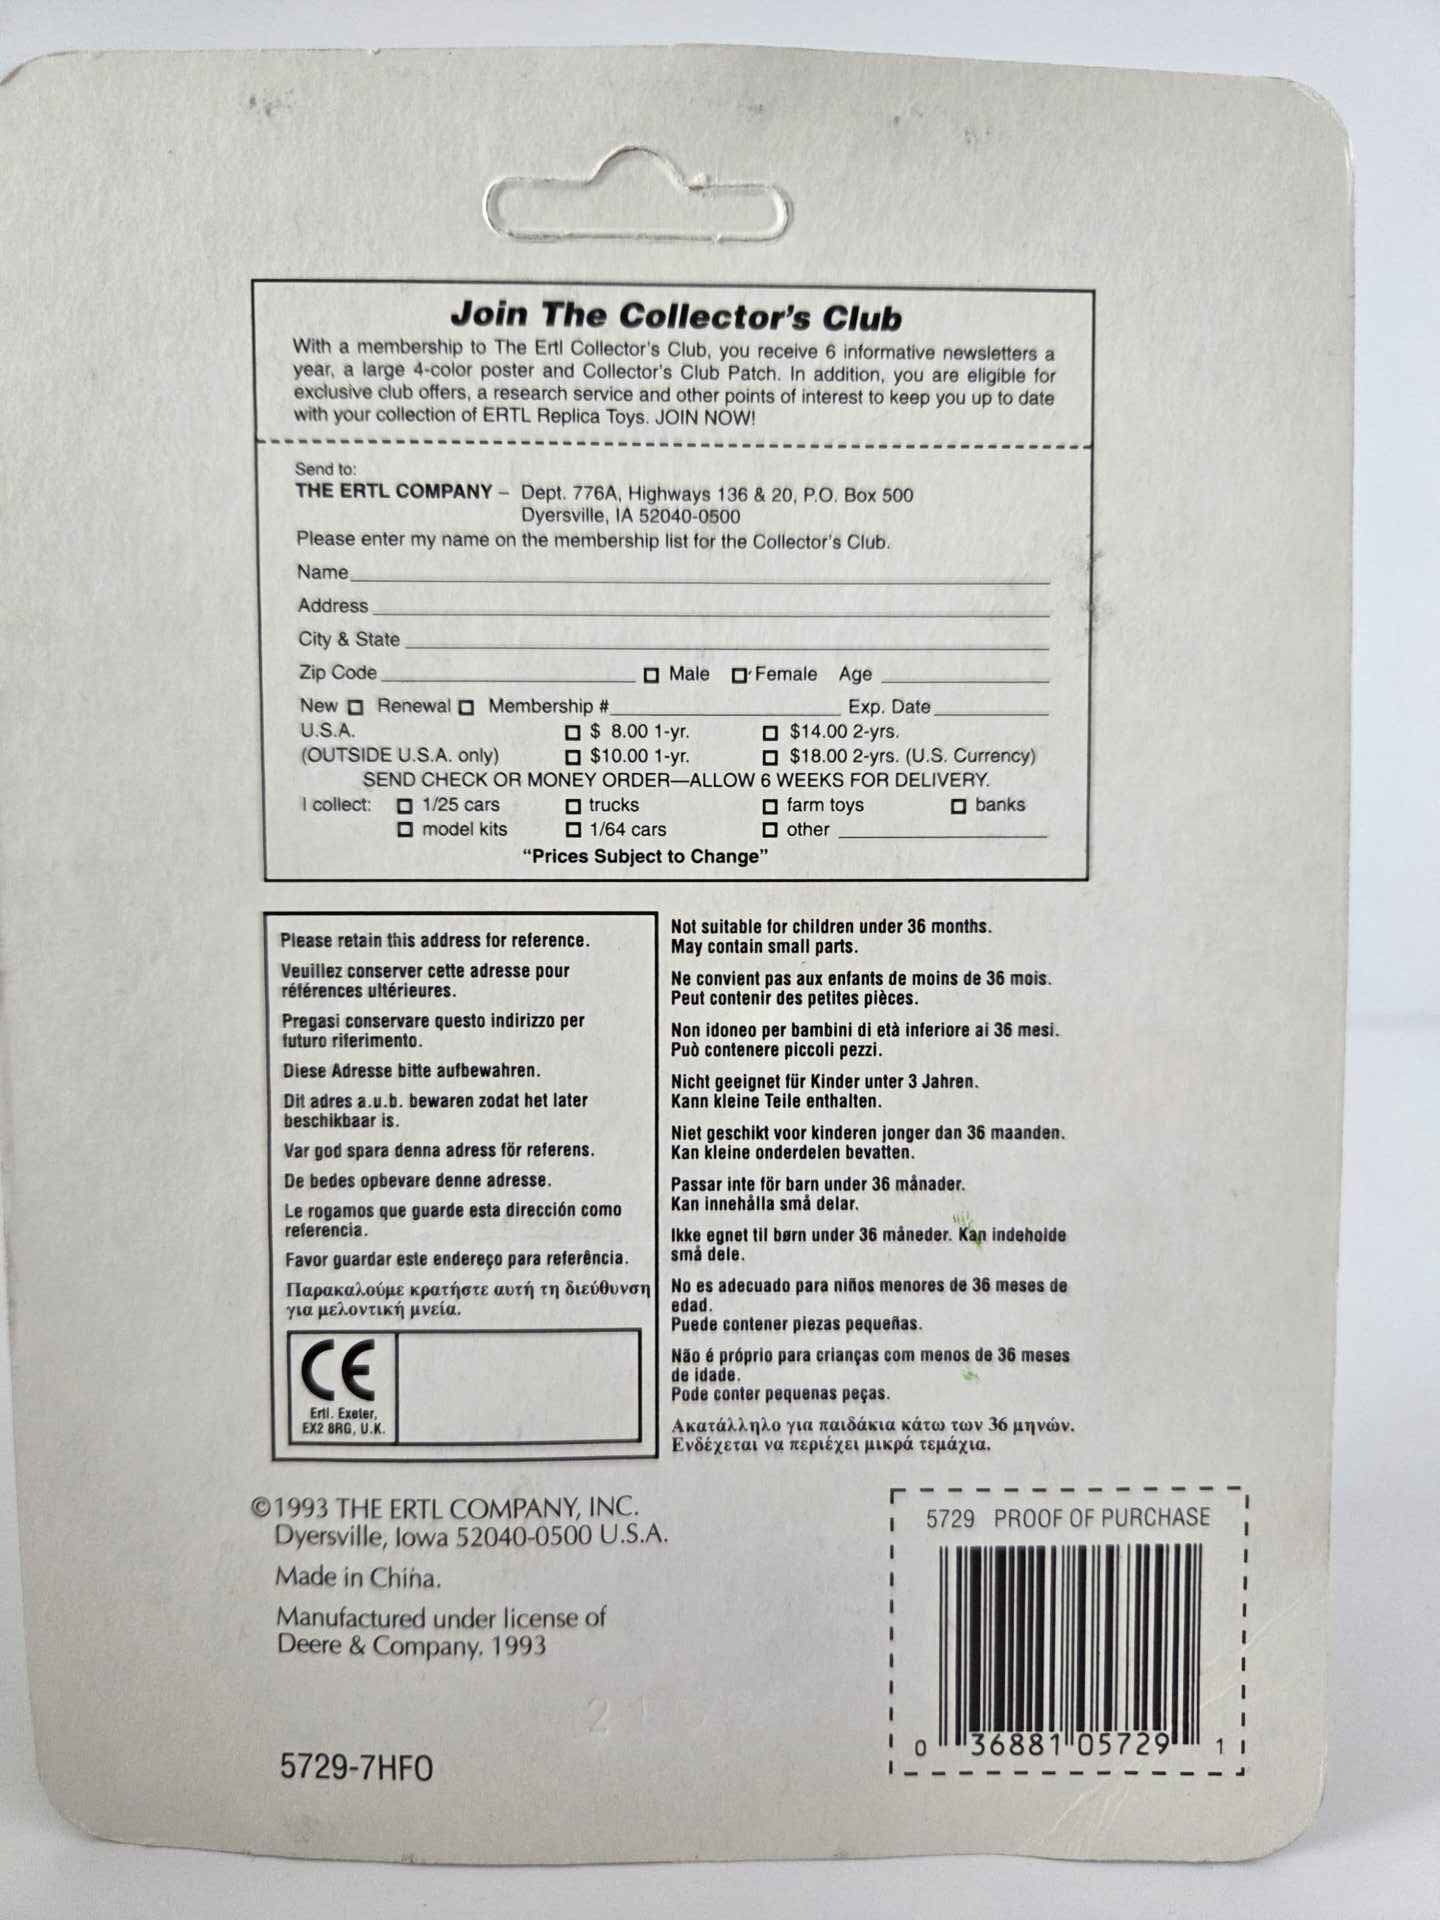 Join The Collector's Club
With a membership to The Ertl Collector's Club, you receive 6 informative newsletters a
year, a large 4-color poster and Collector's Club Patch. In addition, you are eligible for
exclusive club offers, a research service and other points of interest to keep you up to date
with your collection of ERTL Replica Toys. JOIN NOW!
Send to:
THE ERTL COMPANY – Dept. 776A, Highways 136 & 20, P.O. Box 500
Dyersville, IA 52040-0500
Please enter my name on the membership list for the Collector's Club.
Name
Address
City & State
Zip Code Male Female Age
New Renewal Membership # Exp. Date
U.S.A. $ 8.00 1-yr. $14.00 2-yrs.
(OUTSIDE U.S.A. only) $10.00 1-yr. $18.00 2-yrs. (U.S. Currency)
SEND CHECK OR MONEY ORDER—ALLOW 6 WEEKS FOR DELIVERY.
I collect: 1/25 cars trucks farm toys banks
model kits 1/64 cars other
"Prices Subject to Change"
Please retain this address for reference.
Veuillez conserver cette adresse pour
références ultérieures.
Pregasi conservare questo indirizzo per
futuro riferimento.
Diese Adresse bitte aufbewahren.
Dit adres a.u.b. bewaren zodat het later
beschikbaar is.
Var god spara denna adress för referens.
De bedes opbevare denne adresse.
Le rogamos que guarde esta dirección como
referencia.
Favor guardar este endereço para referência.
Παρακαλούμε κρατήστε αυτή τη διεύθυνση
για μελοντική μνεία.
CE
Ertl. Exeter,
EX2 8RG, U.K.
Not suitable for children under 36 months.
May contain small parts.
Ne convient pas aux enfants de moins de 36 mois.
Peut contenir des petites pièces.
Non idoneo per bambini di età inferiore ai 36 mesi.
Può contenere piccoli pezzi.
Nicht geeignet für Kinder unter 3 Jahren.
Kann kleine Teile enthalten.
Niet geschikt voor kinderen jonger dan 36 maanden.
Kan kleine onderdelen bevatten.
Passar inte för barn under 36 månader.
Kan innehålla små delar.
Ikke egnet til børn under 36 måneder. Kan indeholde
små dele.
No es adecuado para niños menores de 36 meses de
edad.
Puede contener piezas pequeñas.
Não é próprio para crianças com menos de 36 meses
de idade.
Pode conter pequenas peças.
Ακατάλληλο για παιδάκια κάτω των 36 μηνών.
Ενδέχεται να περιέχει μικρά τεμάχια.
©1993 THE ERTL COMPANY, INC.
Dyersville, Iowa 52040-0500 U.S.A.
Made in China.
Manufactured under license of
Deere & Company. 1993
5729-7HFO
5729 PROOF OF PURCHASE
0 36881 05729 1